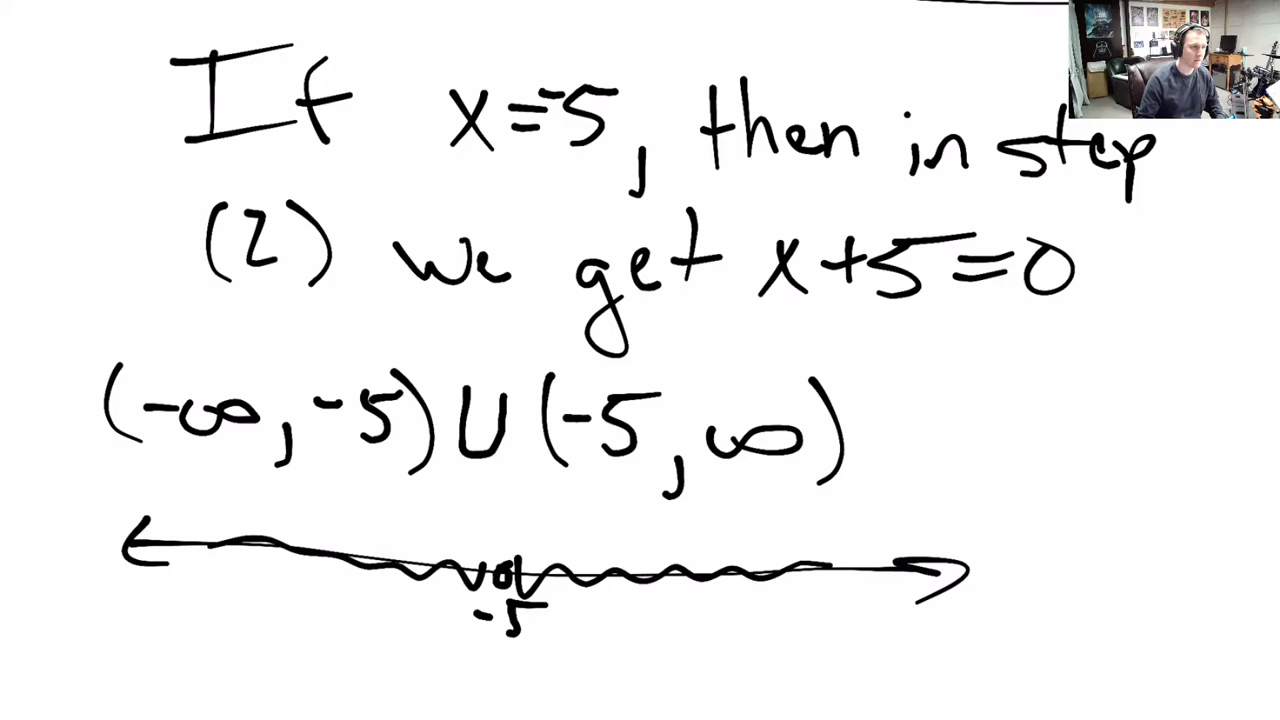 If x=-5, then in step
(2) we get x+5=0
(-∞, -5) U (-5, ∞)
-5